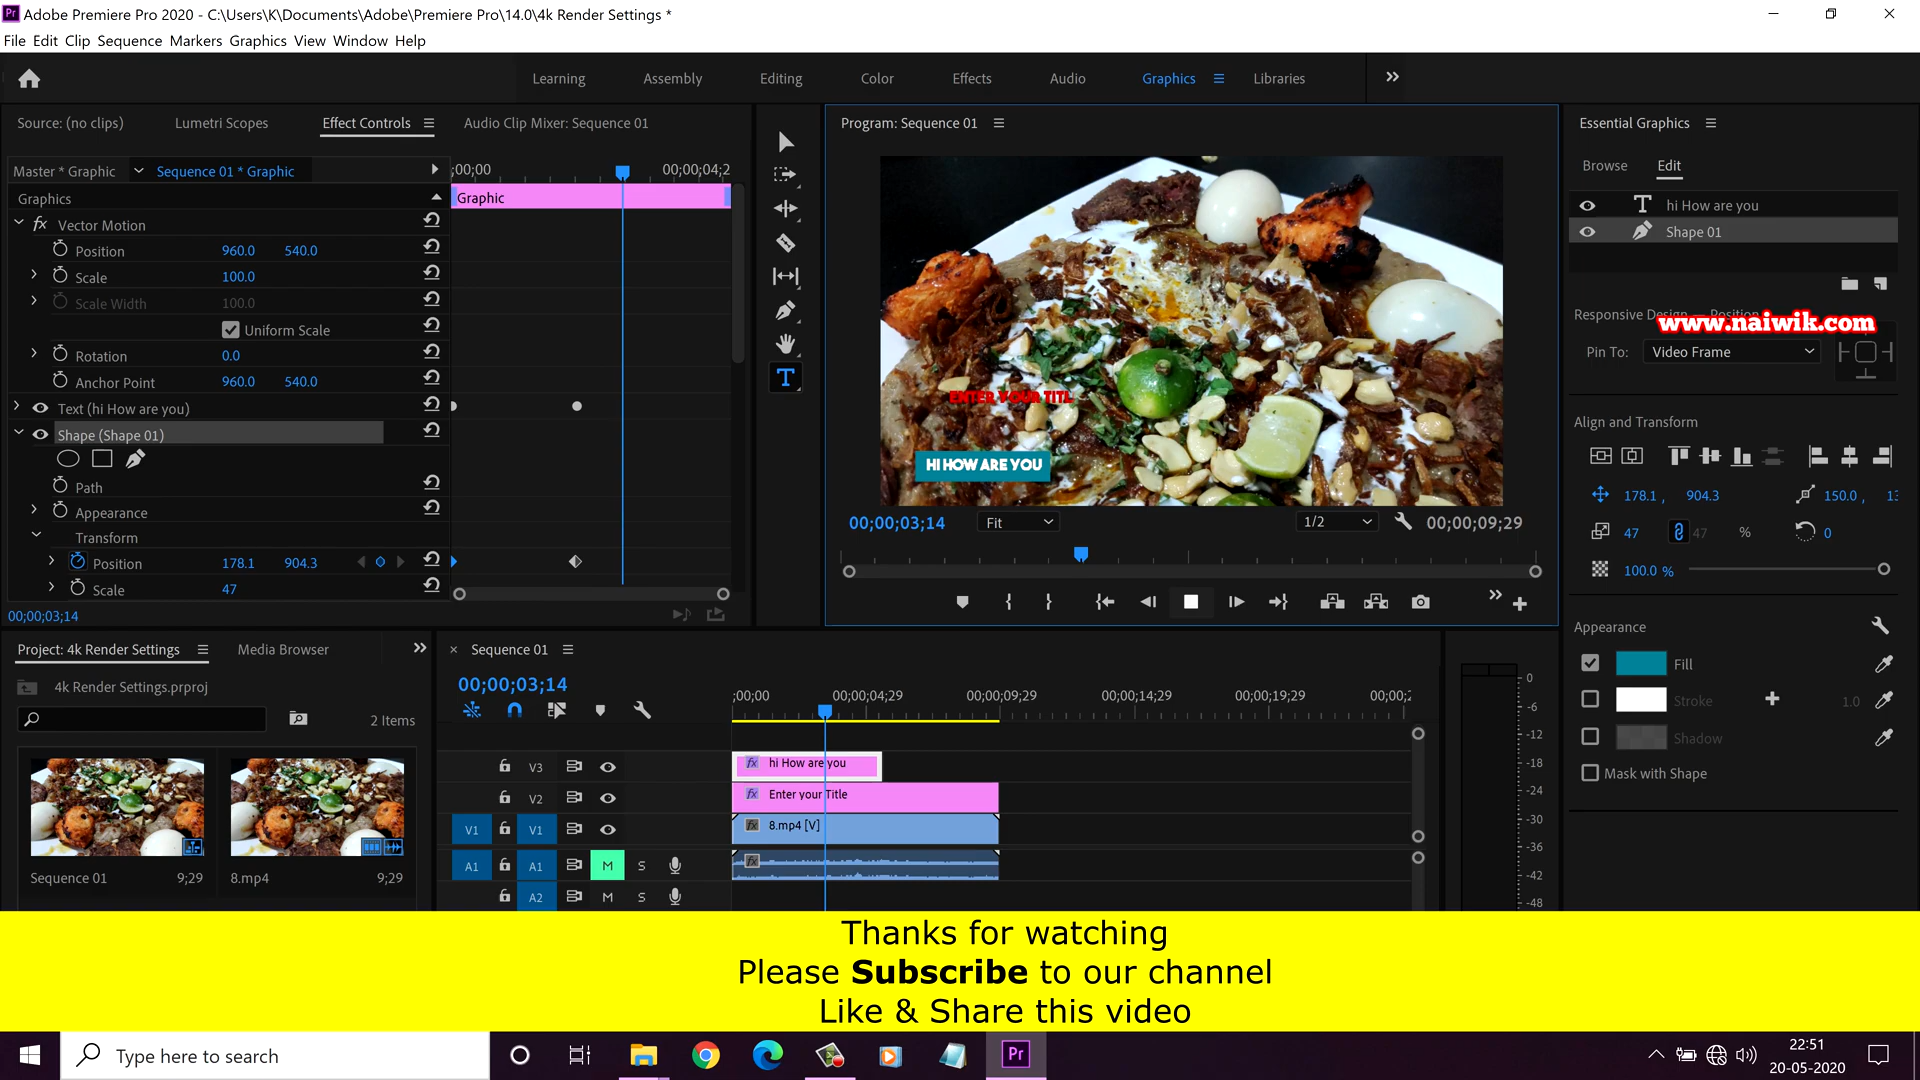 Adobe Premiere Pro 2020 - C:\Users\K\Documents\Adobe\Premiere Pro\14.0\4k Render Settings *
File Edit Clip Sequence Markers Graphics View Window Help
Learning Assembly Editing Color Effects Audio Graphics Libraries
Source: (no clips) Lumetri Scopes Effect Controls Audio Clip Mixer: Sequence 01
Master * Graphic Sequence 01 * Graphic
;00;00 00;00;04;2
Graphics
Graphic
fx Vector Motion
Position 960.0 540.0
Scale 100.0
Scale Width 100.0
Uniform Scale
Rotation 0.0
Anchor Point 960.0 540.0
Text (hi How are you)
Shape (Shape 01)
Path
Appearance
Transform
Position 178.1 904.3
Scale 47
00;00;03;14
Program: Sequence 01
ENTER YOUR TITL
HI HOW ARE YOU
00;00;03;14 Fit 1/2 00;00;09;29
Essential Graphics
Browse Edit
hi How are you
Shape 01
Responsive Design – Position
www.naiwik.com
Pin To: Video Frame
Align and Transform
178.1 , 904.3 150.0 , 13
47 47 % 0
100.0 %
Appearance
Fill
Stroke 1.0
Shadow
Mask with Shape
Project: 4k Render Settings Media Browser
4k Render Settings.prproj
2 Items
Sequence 01 9;29
8.mp4 9;29
× Sequence 01
00;00;03;14
;00;00 00;00;04;29 00;00;09;29 00;00;14;29 00;00;19;29 00;00;2
V3 fx hi How are you
V2 fx Enter your Title
V1 V1 fx 8.mp4 [V]
A1 A1 M S fx
A2 M S
0
-6
-12
-18
-24
-30
-36
-42
-48
Thanks for watching
Please Subscribe to our channel
Like & Share this video
Type here to search
Pr
22:51
20-05-2020